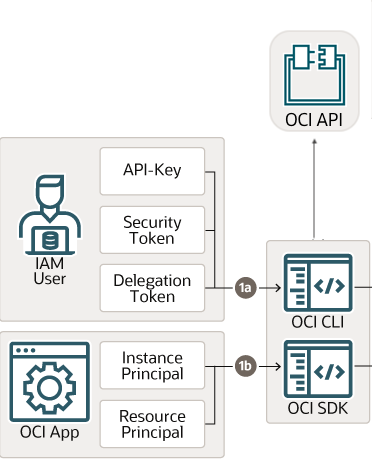 OCI API
API-Key
Security
Token
Delegation
Token
IAM
User
1a
OCI CLI
Instance
Principal
1b
Resource
Principal
OCI App
OCI SDK